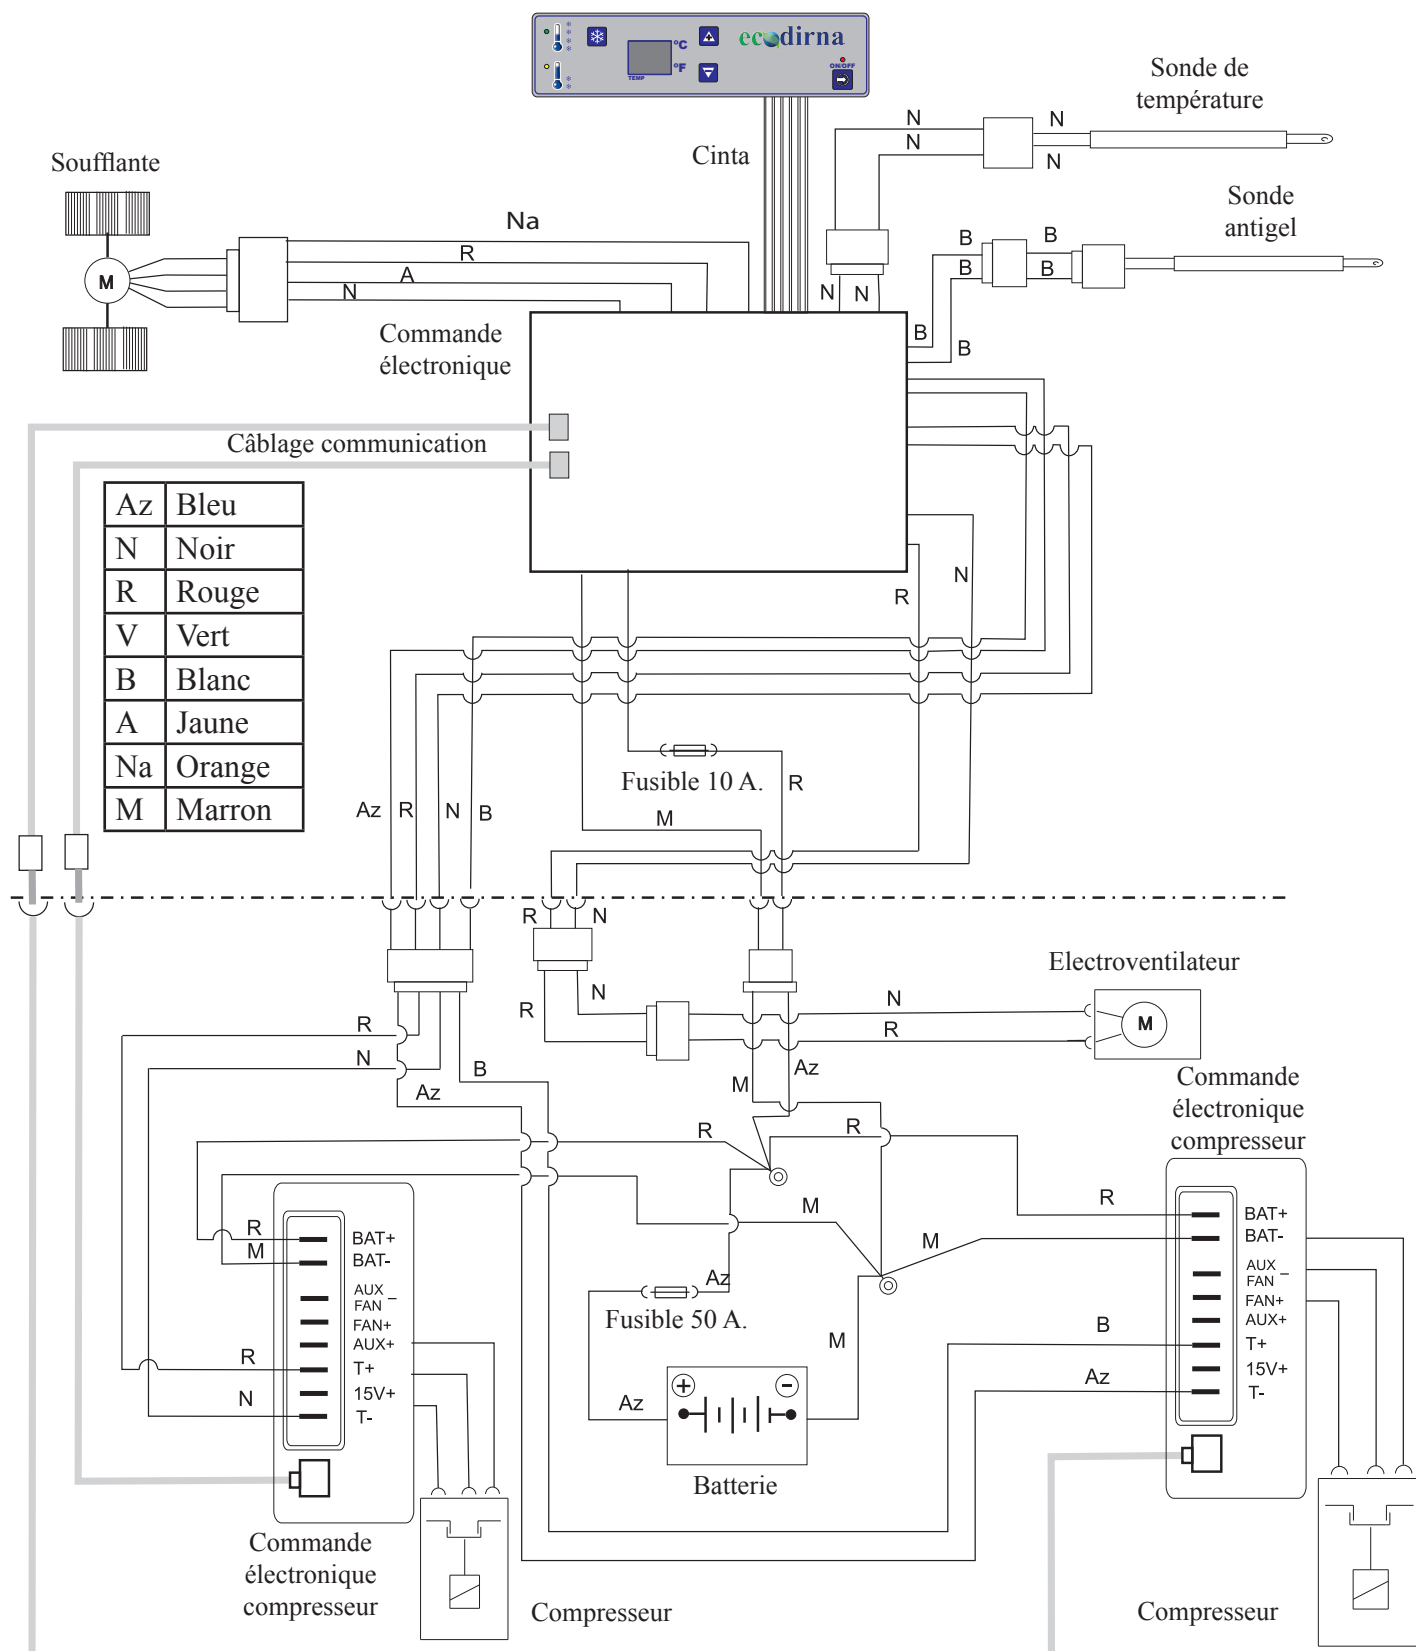 °C
°F
TEMP
ecodirna
ON/OFF
Sonde de
température
N
N
N
N
Cinta
Soufflante
Sonde
antigel
Na
R
A
N
B
B
B
B
M
N
N
B
B
Commande
électronique
Câblage communication
Az Bleu
N Noir
R Rouge
V Vert
B Blanc
A Jaune
Na Orange
M Marron
R
N
Fusible 10 A.
R
Az
R
N
B
M
R
N
Electroventilateur
R
N
N
R
M
R
N
B
Az
M
Az
Commande
électronique
compresseur
R
R
M
R
M
R
M
BAT+
BAT-
AUX
FAN –
FAN+
AUX+
T+
15V+
T-
R
N
Az
Fusible 50 A.
M
Az
+
-
Batterie
R
BAT+
BAT-
AUX
FAN –
FAN+
AUX+
T+
15V+
T-
B
Az
Commande
électronique
compresseur
Compresseur
Compresseur